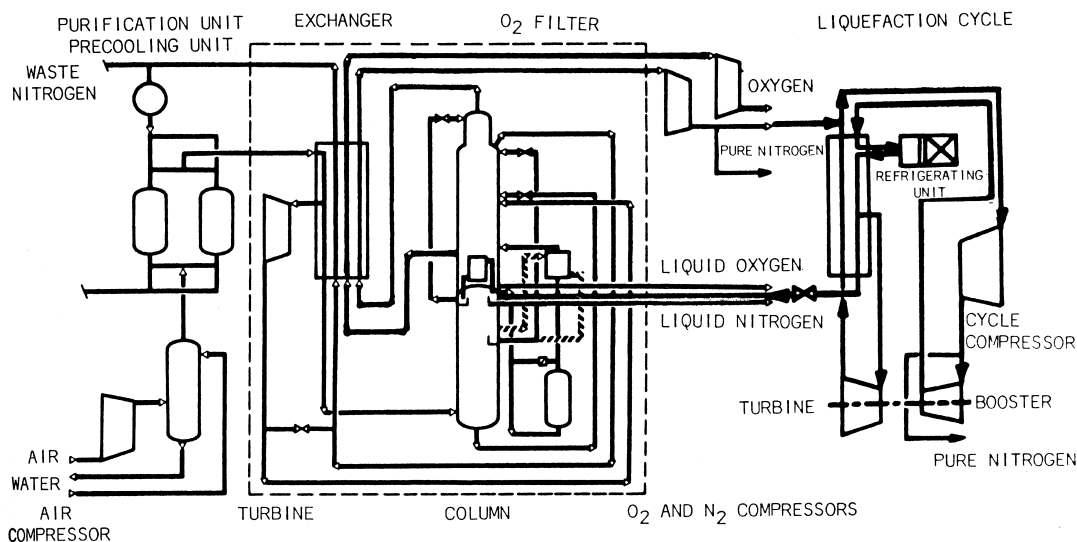 PURIFICATION UNIT
PRECOOLING UNIT
EXCHANGER
O2 FILTER
LIQUEFACTION CYCLE
WASTE
NITROGEN
OXYGEN
PURE NITROGEN
REFRIGERATING
UNIT
LIQUID OXYGEN
LIQUID NITROGEN
CYCLE
COMPRESSOR
TURBINE
BOOSTER
PURE NITROGEN
AIR
WATER
AIR
COMPRESSOR
TURBINE
COLUMN
O2 AND N2 COMPRESSORS